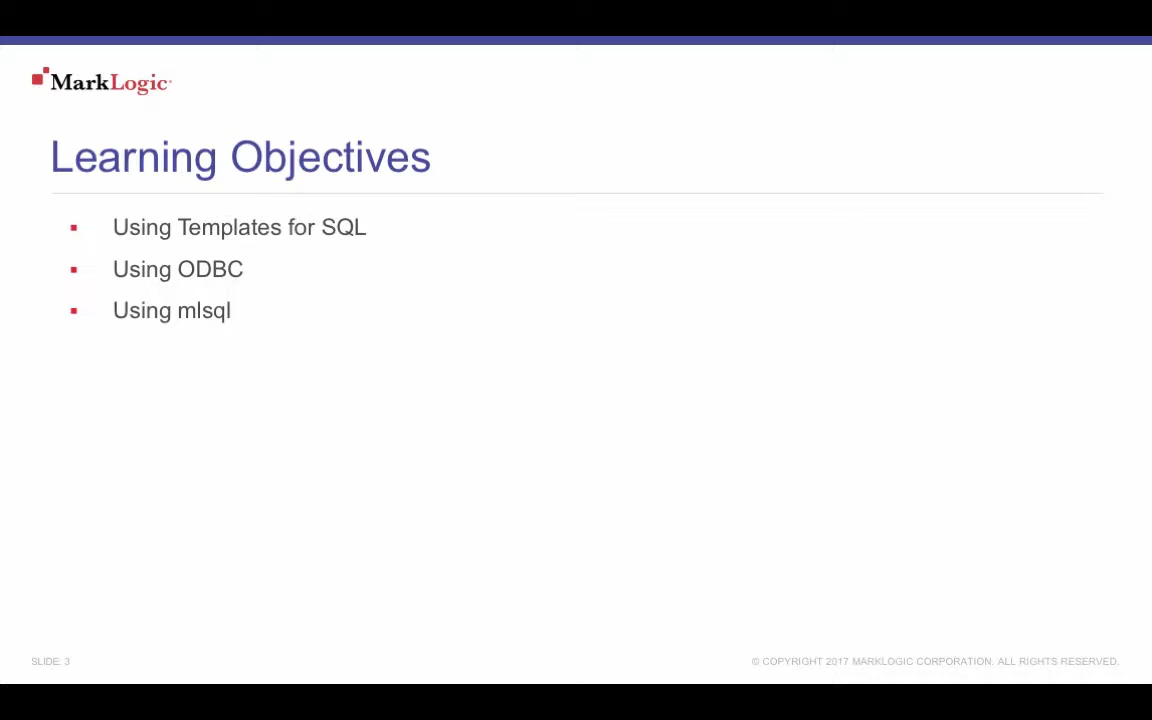 MarkLogic
Learning Objectives
▪ Using Templates for SQL
▪ Using ODBC
▪ Using mlsql
SLIDE: 3
© COPYRIGHT 2017 MARKLOGIC CORPORATION. ALL RIGHTS RESERVED.